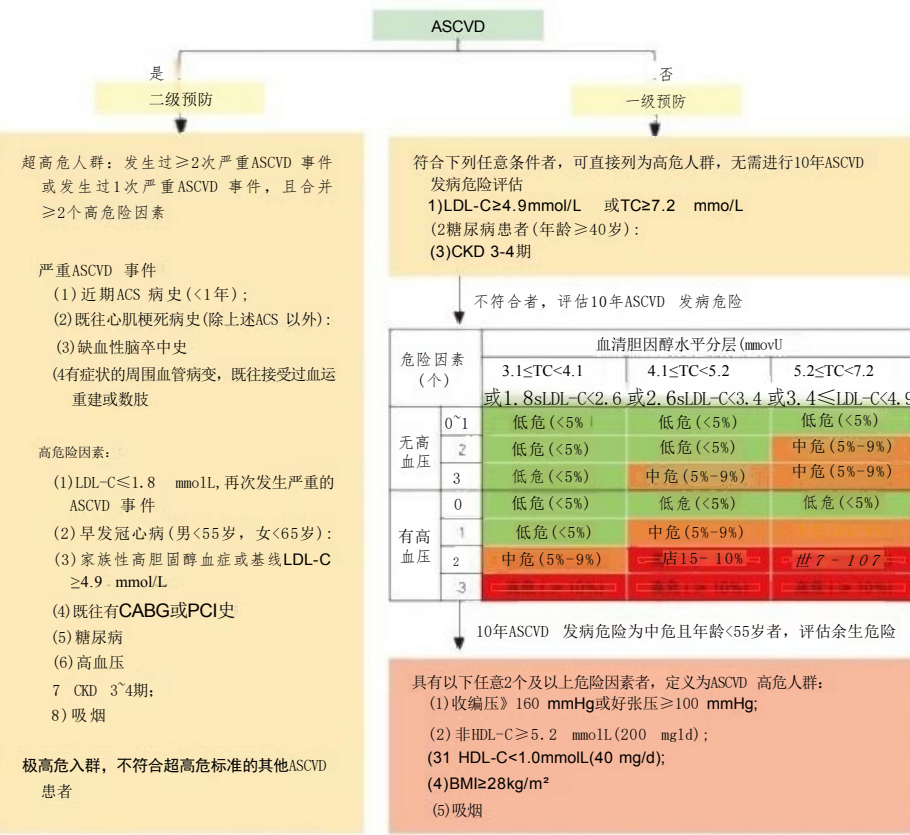 ASCVD
是
否
二级预防
一级预防
超高危人群：发生过≥2次严重ASCVD 事件
或发生过1次严重ASCVD 事件，且合并
≥2个高危险因素
严重ASCVD 事件
(1)近期ACS 病史(<1年);
(2)既往心肌梗死病史(除上述ACS 以外):
(3)缺血性脑卒中史
(4有症状的周围血管病变，既往接受过血运
重建或数肢
高危险因素：
(1)LDL-C≤1.8 mmolL,再次发生严重的
ASCVD 事件
(2)早发冠心病(男<55岁，女<65岁):
(3)家族性高胆固醇血症或基线LDL-C
≥4.9 mmol/L
(4)既往有CABG或PCI史
(5)糖尿病
(6)高血压
7 CKD 3~4期;
8)吸烟
极高危入群，不符合超高危标准的其他ASCVD
患者
符合下列任意条件者，可直接列为高危人群，无需进行10年ASCVD
发病危险评估
1)LDL-C≥4.9mmol/L 或TC≥7.2 mmo/L
(2糖尿病患者(年龄≥40岁):
(3)CKD 3-4期
不符合者，评估10年ASCVD 发病危险
危险因素
(个)
血清胆因醇水平分层(mmovU
3.1≤TC<4.1 4.1≤TC<5.2 5.2≤TC<7.2
或1.8sLDL-C<2.6 或2.6sLDL-C<3.4 或3.4≤LDL-C<4.9
无高
血压
0~1 低危(<5% 低危(<5%) 低危(<5%)
2 低危(<5%) 低危(<5%) 中危(5%-9%)
3 低危(<5%) 中危(5%-9%) 中危(5%-9%)
有高
血压
0 低危(<5%) 低危(<5%) 低危(<5%)
1 低危(<5%) 中危(5%-9%)
2 中危(5%-9%) 店15- 10% 世7-107
3
10年ASCVD 发病危险为中危且年龄<55岁者，评估余生危险
具有以下任意2个及以上危险因素者，定义为ASCVD 高危人群：
(1)收编压》160 mmHg或好张压≥100 mmHg;
(2)非HDL-C≥5.2 mmolL(200 mgld);
(31 HDL-C<1.0mmolL(40 mg/d);
(4)BMI≥28kg/m²
(5)吸烟